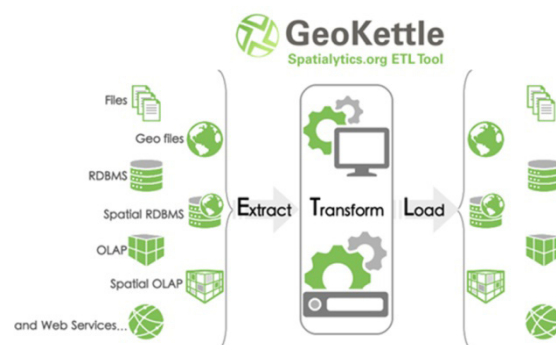 GeoKettle
Spatialytics.org ETL Tool
Files
Geo files
RDBMS
Spatial RDBMS
OLAP
Spatial OLAP
and Web Services...
Extract
Transform
Load